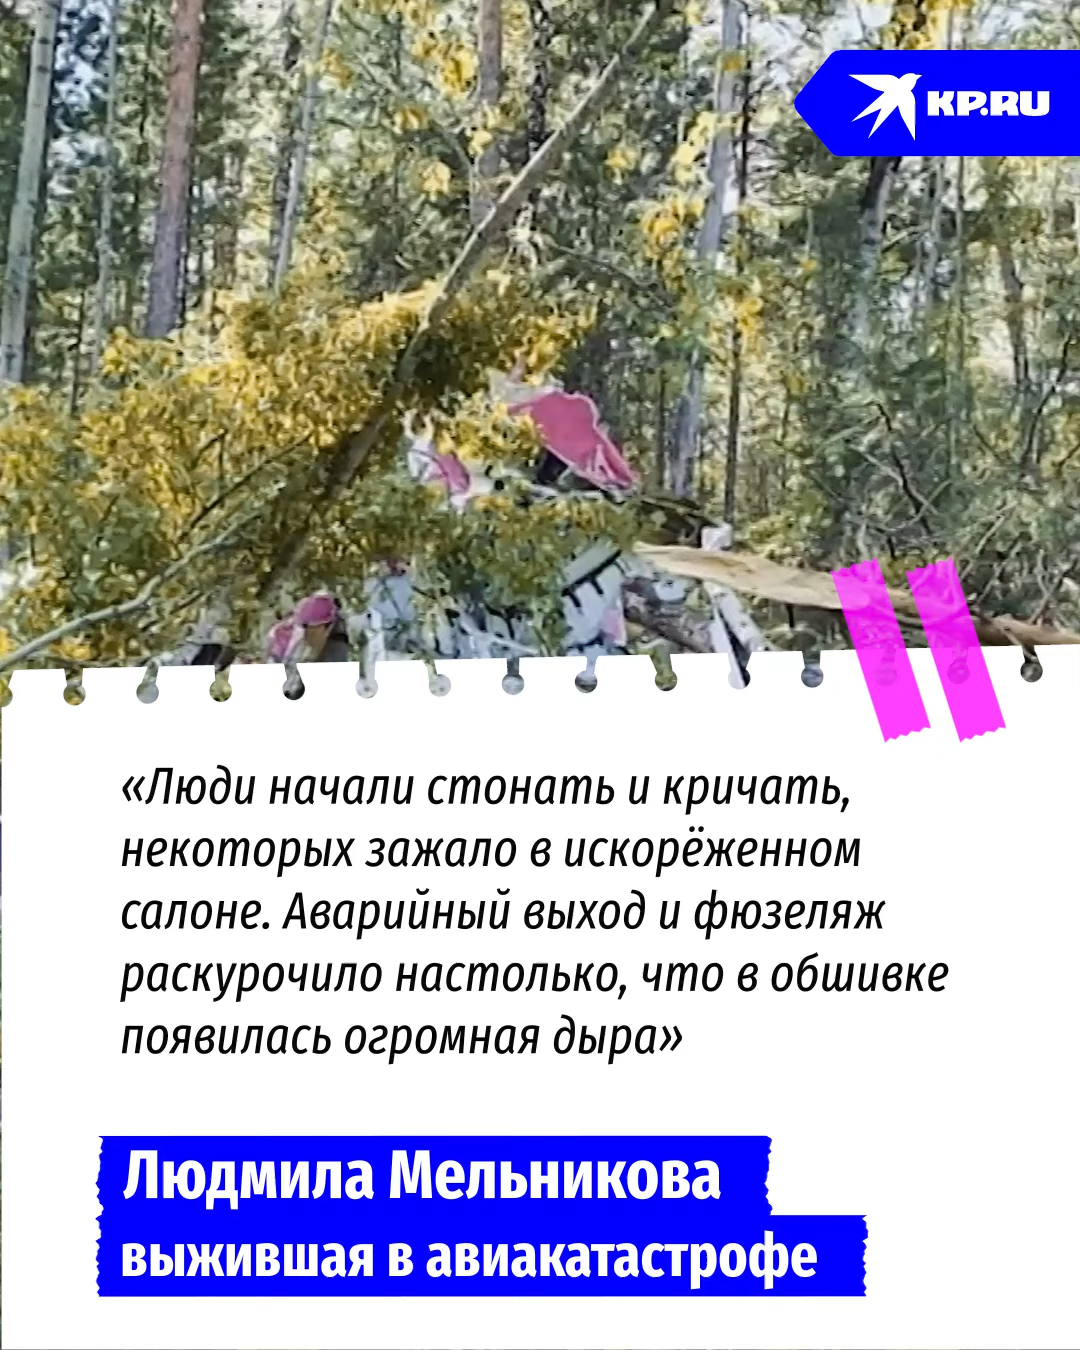 KP.RU
«Люди начали стонать и кричать,
некоторых зажало в искорёженном
салоне. Аварийный выход и фюзеляж
раскурочило настолько, что в обшивке
появилась огромная дыра»
Людмила Мельникова
выжившая в авиакатастрофе